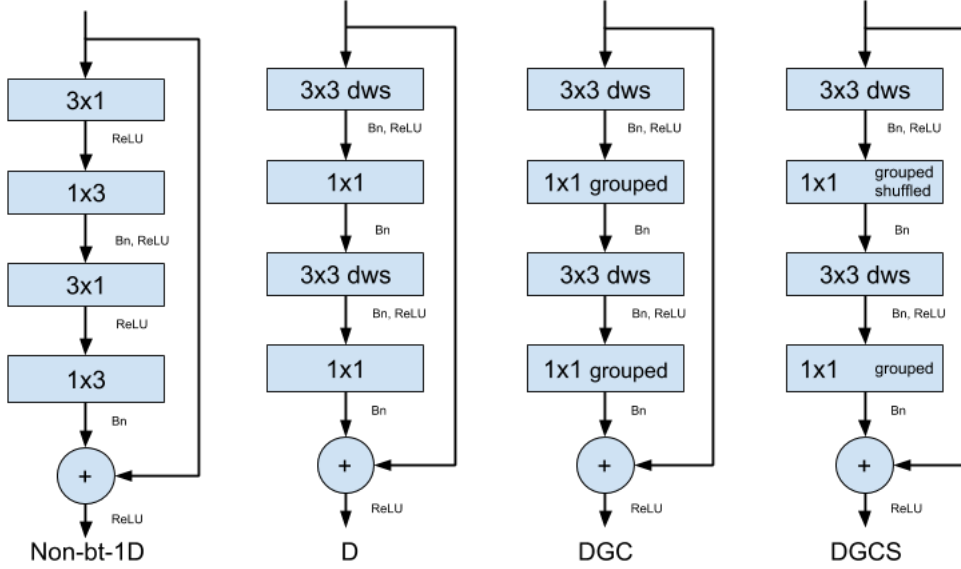 3x1
ReLU
1x3
Bn, ReLU
3x1
ReLU
1x3
Bn
+
ReLU
Non-bt-1D
3x3 dws
Bn, ReLU
1x1
Bn
3x3 dws
Bn, ReLU
1x1
Bn
+
ReLU
D
3x3 dws
Bn, ReLU
1x1 grouped
Bn
3x3 dws
Bn, ReLU
1x1 grouped
Bn
+
ReLU
DGC
3x3 dws
Bn, ReLU
1x1 grouped
shuffled
Bn
3x3 dws
Bn, ReLU
1x1 grouped
Bn
+
ReLU
DGCS